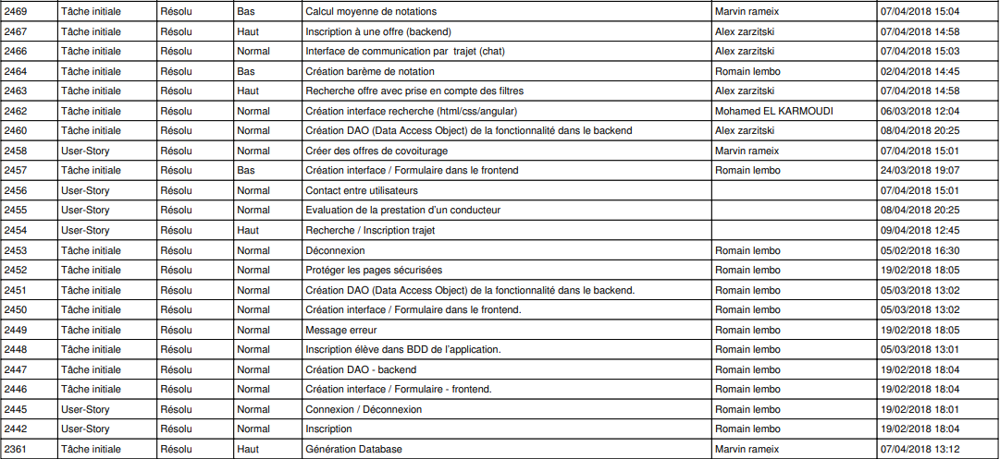 2469 Tâche initiale Résolu Bas Calcul moyenne de notations Marvin rameix 07/04/2018 15:04
2467 Tâche initiale Résolu Haut Inscription à une offre (backend) Alex zarzitski 07/04/2018 14:58
2466 Tâche initiale Résolu Normal Interface de communication par trajet (chat) Alex zarzitski 07/04/2018 15:03
2464 Tâche initiale Résolu Bas Création barème de notation Romain lembo 02/04/2018 14:45
2463 Tâche initiale Résolu Haut Recherche offre avec prise en compte des filtres Alex zarzitski 07/04/2018 14:58
2462 Tâche initiale Résolu Normal Création interface recherche (html/css/angular) Mohamed EL KARMOUDI 06/03/2018 12:04
2460 Tâche initiale Résolu Normal Création DAO (Data Access Object) de la fonctionnalité dans le backend Alex zarzitski 08/04/2018 20:25
2458 User-Story Résolu Normal Créer des offres de covoiturage Marvin rameix 07/04/2018 15:01
2457 Tâche initiale Résolu Bas Création interface / Formulaire dans le frontend Romain lembo 24/03/2018 19:07
2456 User-Story Résolu Normal Contact entre utilisateurs 07/04/2018 15:01
2455 User-Story Résolu Normal Evaluation de la prestation d'un conducteur 08/04/2018 20:25
2454 User-Story Résolu Haut Recherche / Inscription trajet 09/04/2018 12:45
2453 Tâche initiale Résolu Normal Déconnexion Romain lembo 05/02/2018 16:30
2452 Tâche initiale Résolu Normal Protéger les pages sécurisées Romain lembo 19/02/2018 18:05
2451 Tâche initiale Résolu Normal Création DAO (Data Access Object) de la fonctionnalité dans le backend. Romain lembo 05/03/2018 13:02
2450 Tâche initiale Résolu Normal Création interface / Formulaire dans le frontend. Romain lembo 05/03/2018 13:02
2449 Tâche initiale Résolu Normal Message erreur Romain lembo 19/02/2018 18:05
2448 Tâche initiale Résolu Normal Inscription élève dans BDD de l'application. Romain lembo 05/03/2018 13:01
2447 Tâche initiale Résolu Normal Création DAO - backend Romain lembo 19/02/2018 18:04
2446 Tâche initiale Résolu Normal Création interface / Formulaire - frontend. Romain lembo 19/02/2018 18:04
2445 User-Story Résolu Normal Connexion / Déconnexion Romain lembo 19/02/2018 18:01
2442 User-Story Résolu Normal Inscription Romain lembo 19/02/2018 18:04
2361 Tâche initiale Résolu Haut Génération Database Marvin rameix 07/04/2018 13:12